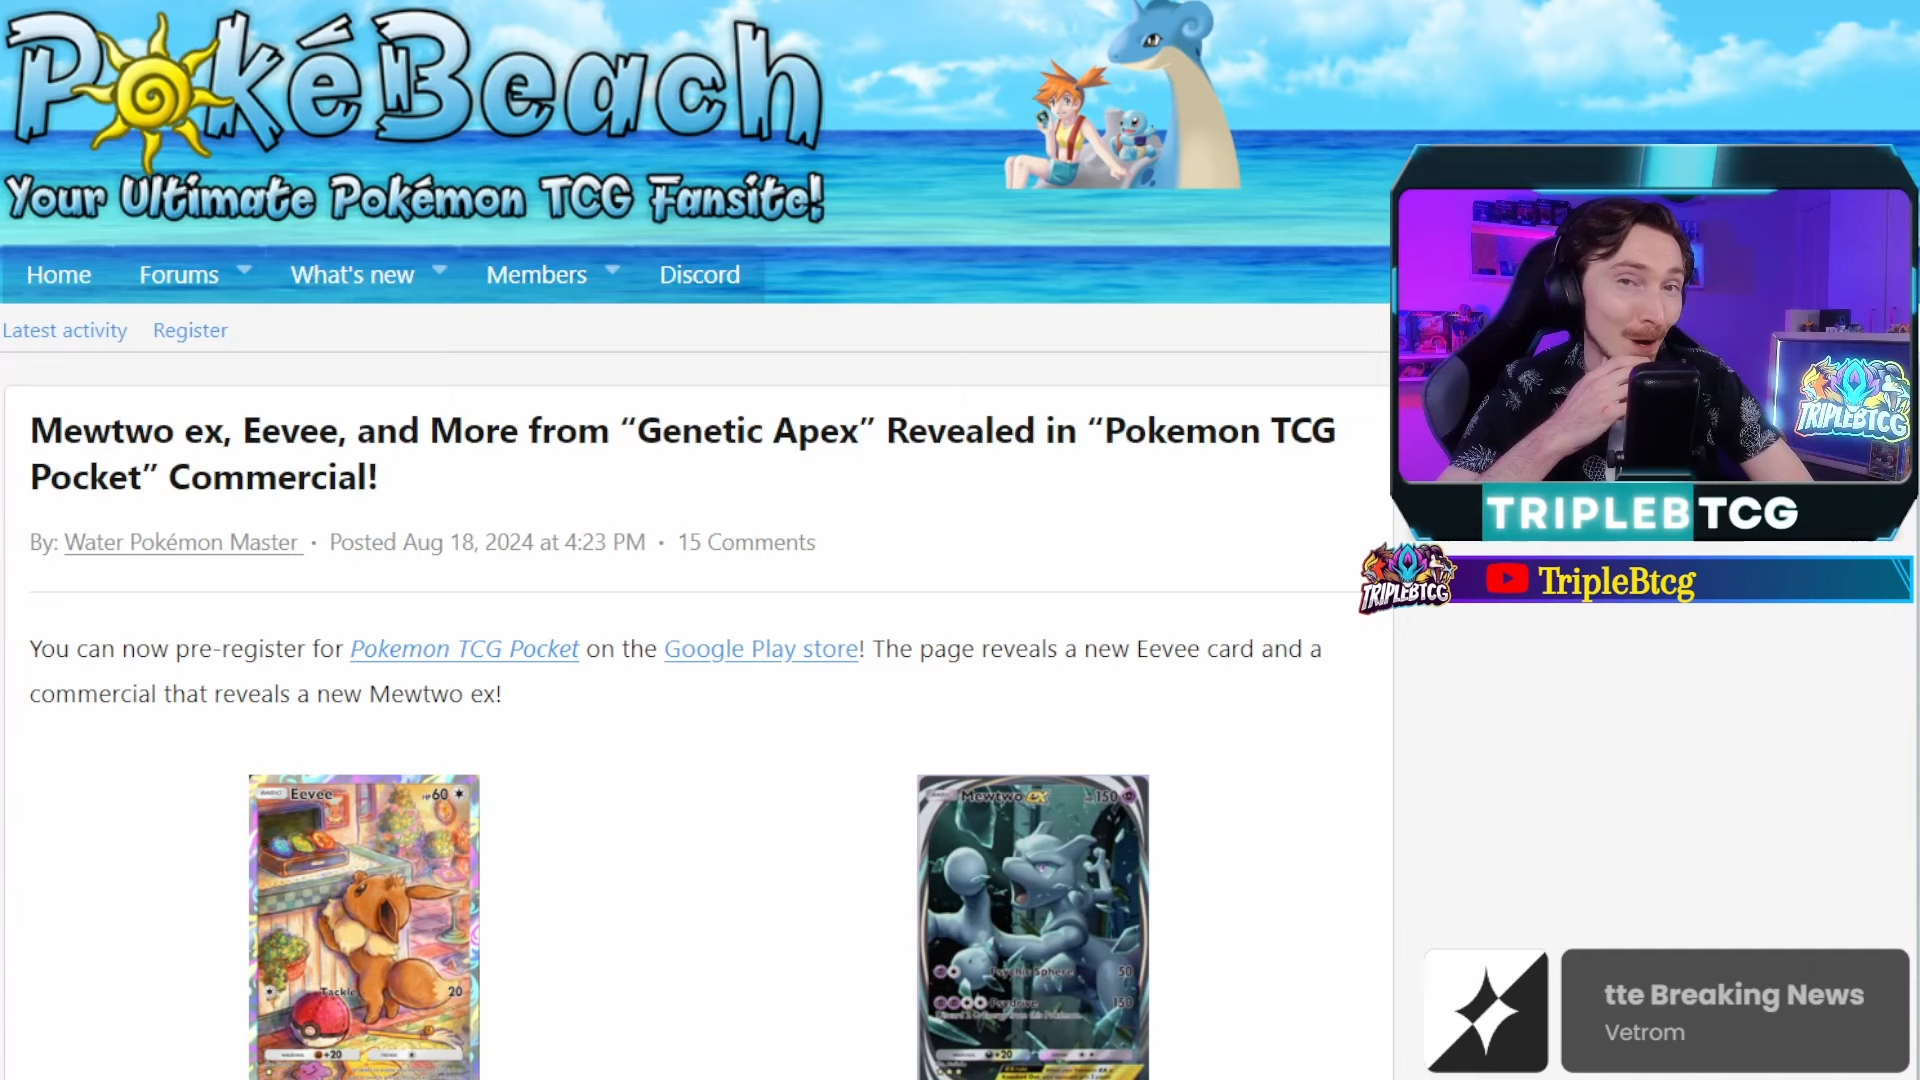 PokéBeach
Your Ultimate Pokémon TCG Fansite!
Home Forums What's new Members Discord
Latest activity Register
Mewtwo ex, Eevee, and More from “Genetic Apex” Revealed in “Pokemon TCG
Pocket” Commercial!
By: Water Pokémon Master · Posted Aug 18, 2024 at 4:23 PM · 15 Comments
You can now pre-register for Pokemon TCG Pocket on the Google Play store! The page reveals a new Eevee card and a
commercial that reveals a new Mewtwo ex!
BASIC Eevee HP60
Tackle 20
+20
Mewtwo ex 150
Psychic Sphere 50
Psydrive 150
+20
TRIPLEBTCG
TRIPLEBTCG
TRIPLEBTCG
TripleBtcg
tte Breaking News
Vetrom